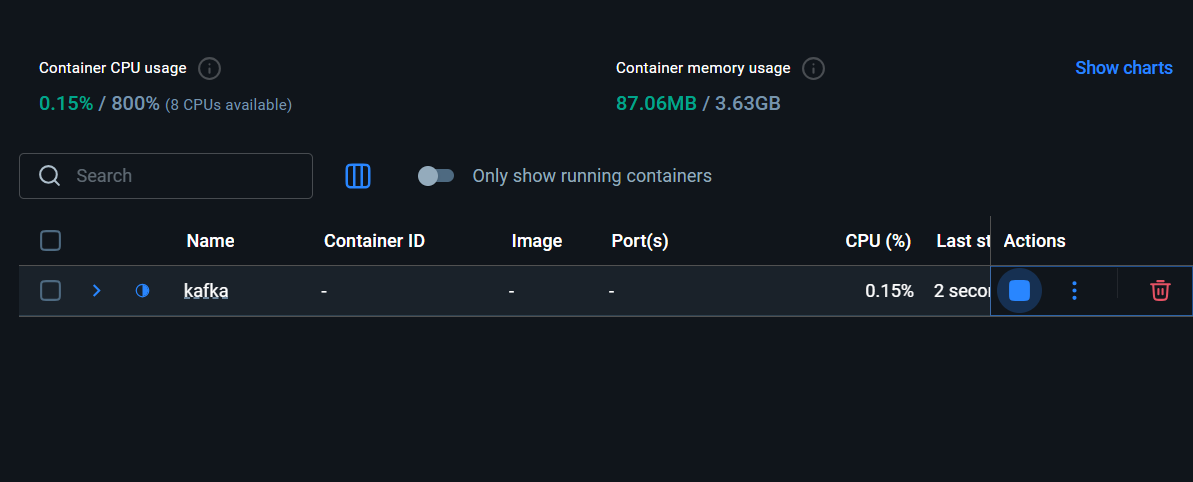 Container CPU usage
0.15% / 800% (8 CPUs available)
Container memory usage
87.06MB / 3.63GB
Show charts
Search
Only show running containers
Name Container ID Image Port(s) CPU (%) Last st Actions
kafka - - - 0.15% 2 secon